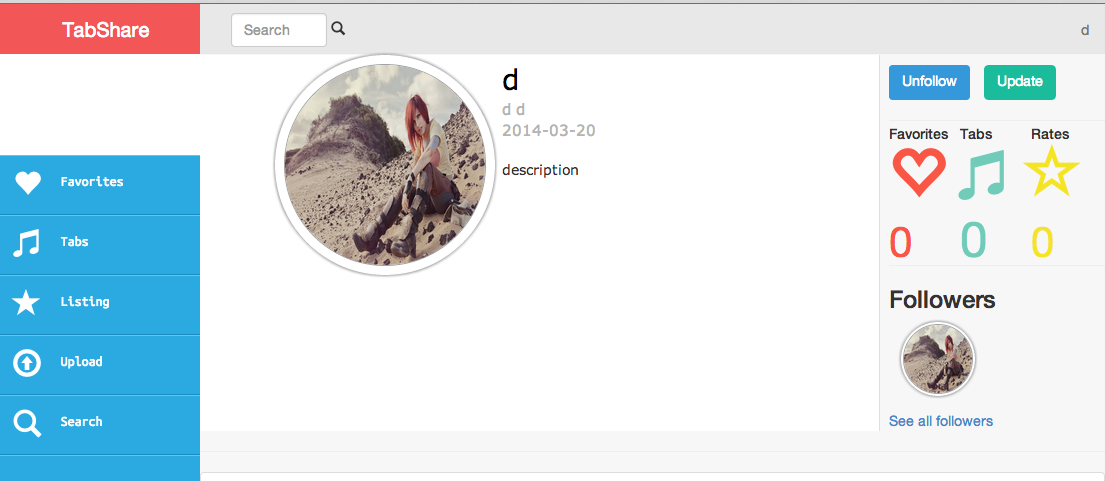 TabShare
Search
d
Favorites
Tabs
Listing
Upload
Search
d
d d
2014-03-20
description
Unfollow Update
Favorites Tabs Rates
0 0 0
Followers
See all followers